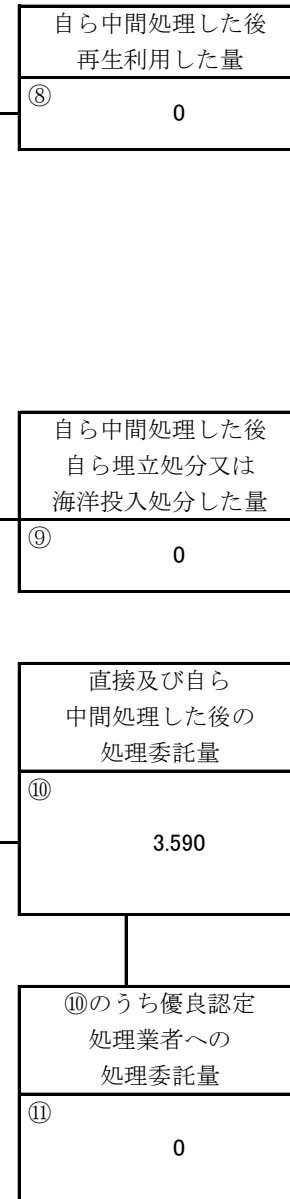 自ら中間処理した後
再生利用した量
⑧
0
自ら中間処理した後
自ら埋立処分又は
海洋投入処分した量
⑨
0
直接及び自ら
中間処理した後の
処理委託量
⑩
3.590
⑩のうち優良認定
処理業者への
処理委託量
⑪
0